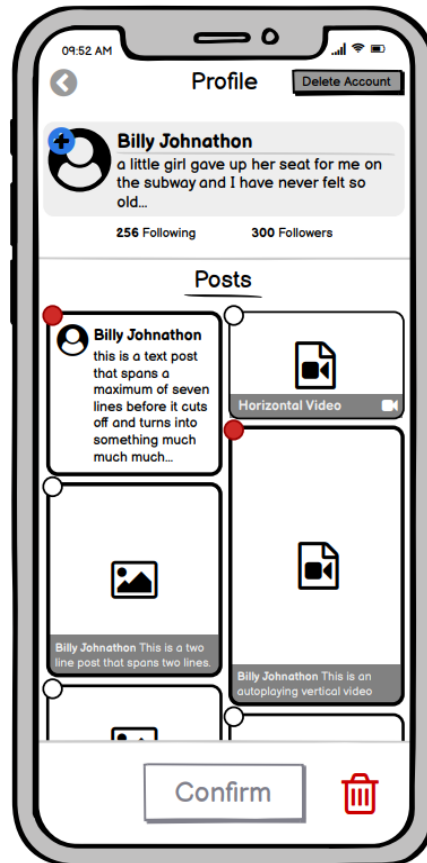 09:52 AM
Profile
Delete Account
Billy Johnathon
a little girl gave up her seat for me on
the subway and I have never felt so
old...
256 Following
300 Followers
Posts
Billy Johnathon
this is a text post
that spans a
maximum of seven
lines before it cuts
off and turns into
something much
much much...
Horizontal Video
Billy Johnathon This is a two
line post that spans two lines.
Billy Johnathon This is an
autoplaying vertical video
Confirm